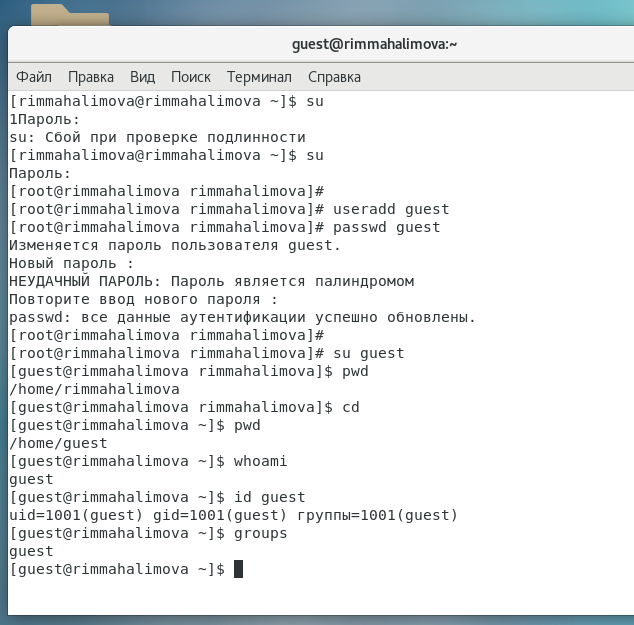 guest@rimmahalimova:~
Файл Правка Вид Поиск Терминал Справка
[rimmahalimova@rimmahalimova ~]$ su
1Пароль:
su: Сбой при проверке подлинности
[rimmahalimova@rimmahalimova ~]$ su
Пароль:
[root@rimmahalimova rimmahalimova]#
[root@rimmahalimova rimmahalimova]# useradd guest
[root@rimmahalimova rimmahalimova]# passwd guest
Изменяется пароль пользователя guest.
Новый пароль :
НЕУДАЧНЫЙ ПАРОЛЬ: Пароль является палиндромом
Повторите ввод нового пароля :
passwd: все данные аутентификации успешно обновлены.
[root@rimmahalimova rimmahalimova]#
[root@rimmahalimova rimmahalimova]# su guest
[guest@rimmahalimova rimmahalimova]$ pwd
/home/rimmahalimova
[guest@rimmahalimova rimmahalimova]$ cd
[guest@rimmahalimova ~]$ pwd
/home/guest
[guest@rimmahalimova ~]$ whoami
guest
[guest@rimmahalimova ~]$ id guest
uid=1001(guest) gid=1001(guest) группы=1001(guest)
[guest@rimmahalimova ~]$ groups
guest
[guest@rimmahalimova ~]$